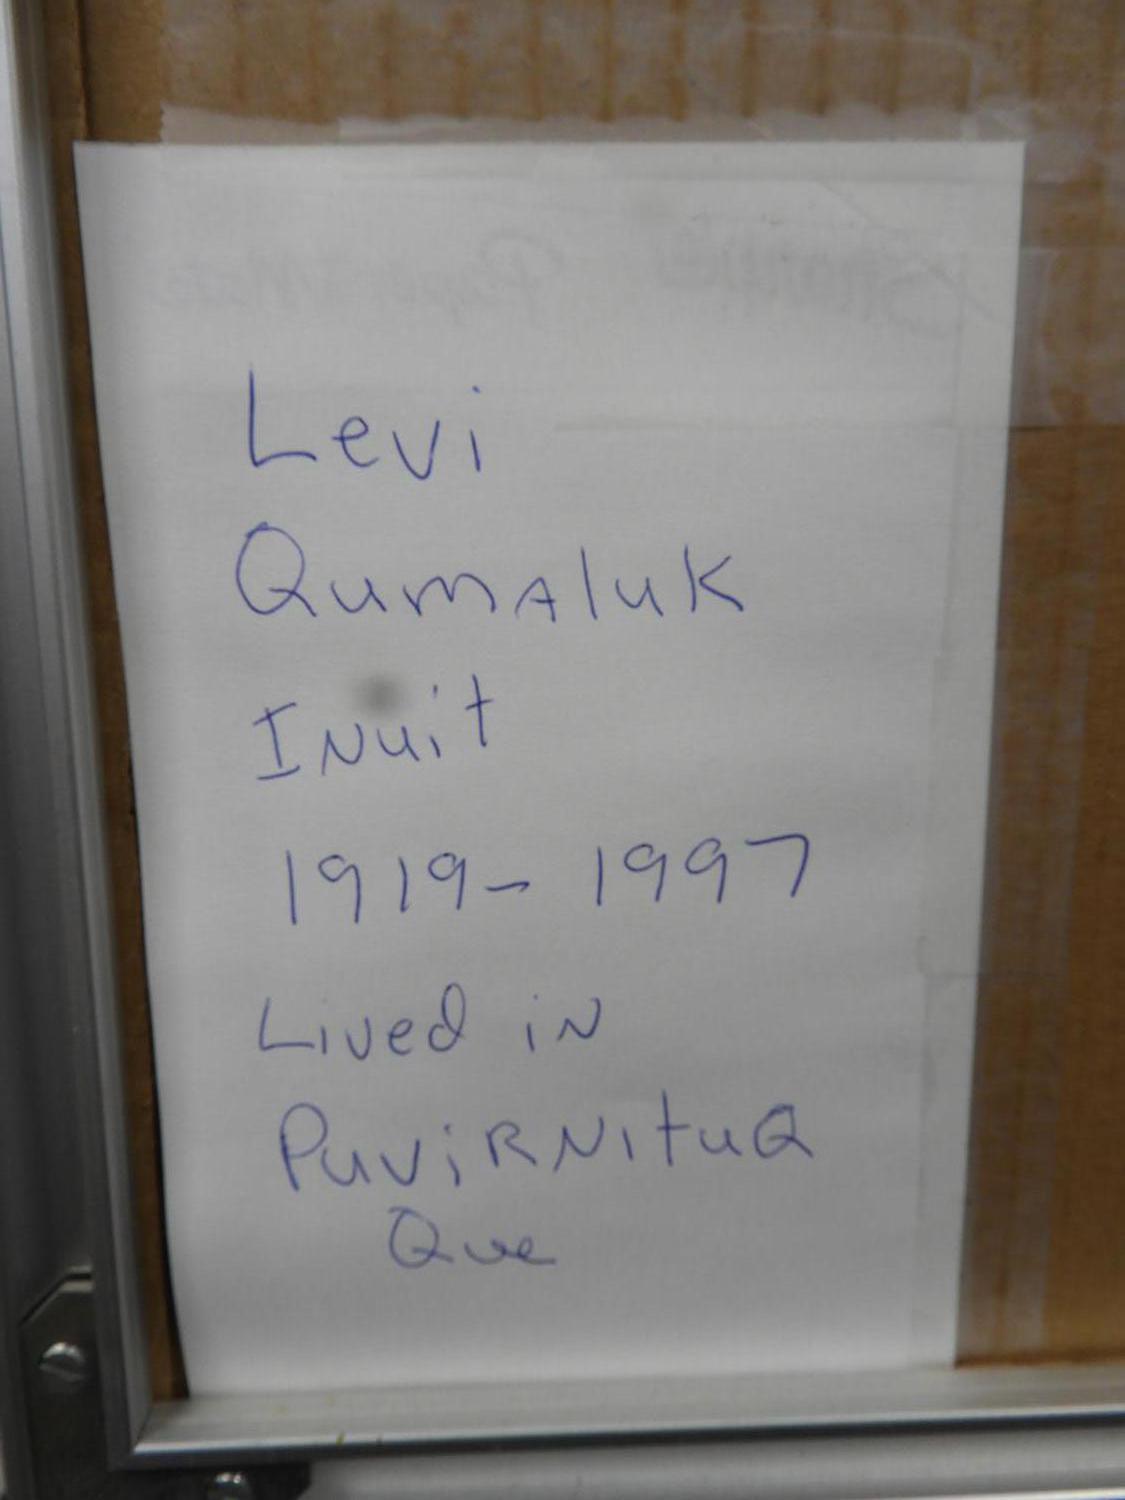 Levi
Qumaluk
Inuit
1919-1997
Lived in
Puvirnituq
Que